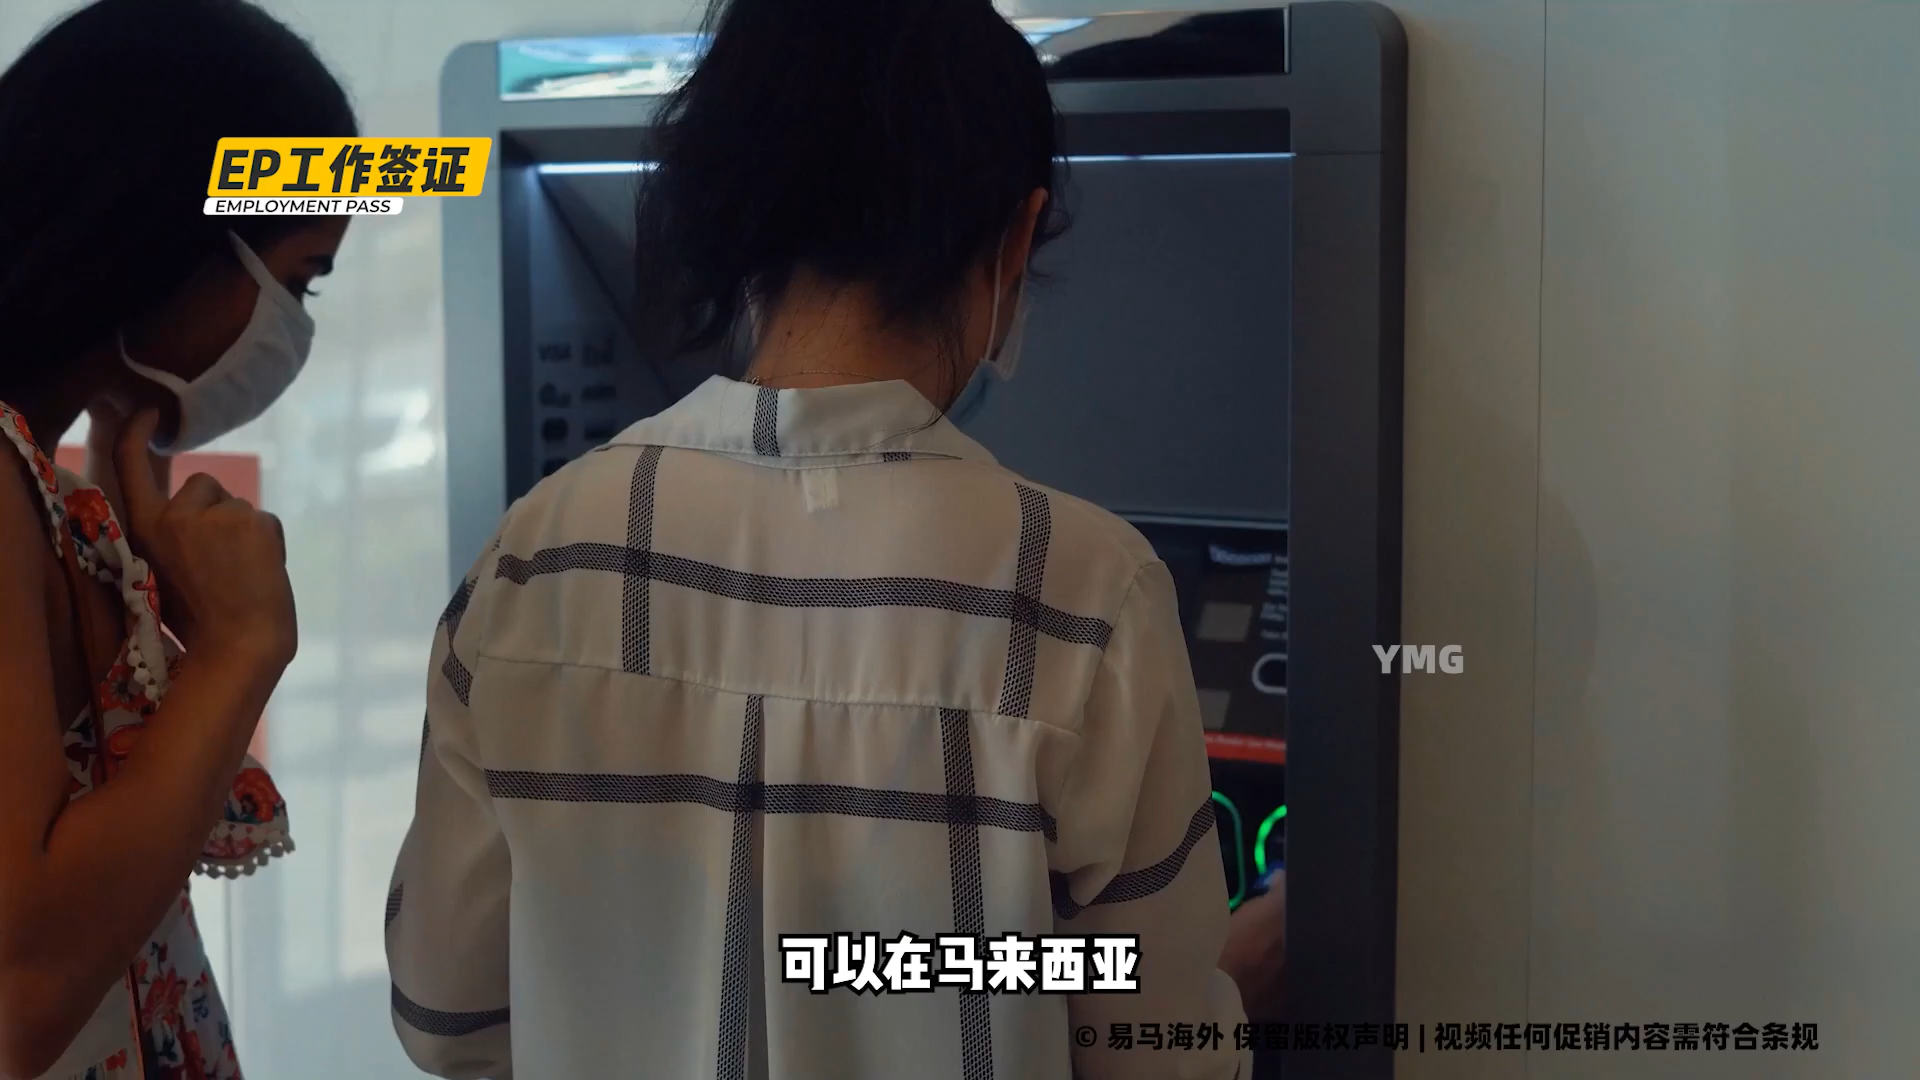 EP工作签证
EMPLOYMENT PASS
VISA
YMG
可以在马来西亚
© 易马海外 保留版权声明 | 视频任何促销内容需符合条规